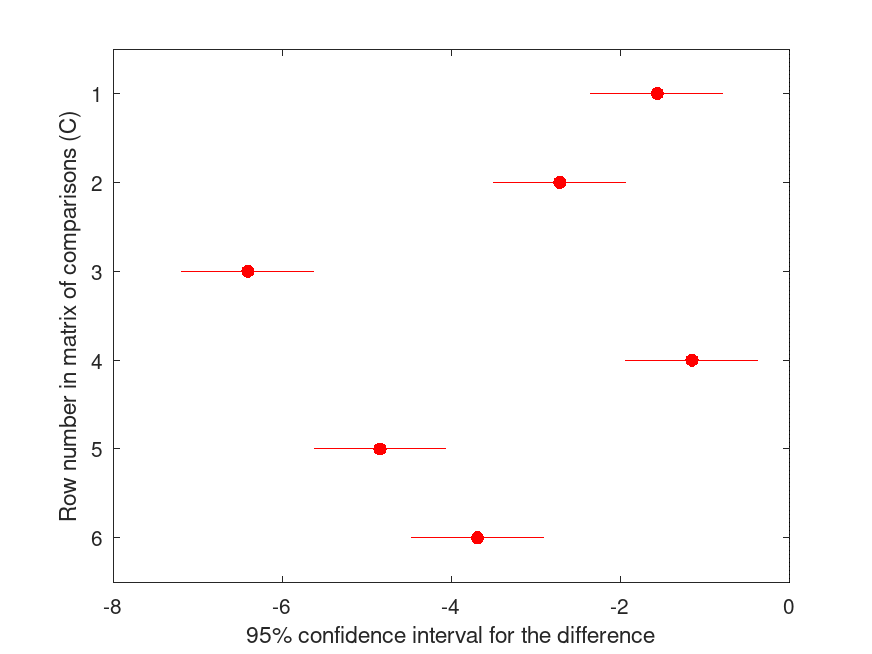 Row number in matrix of comparisons (C)
1
2
3
4
5
6
-8 -6 -4 -2 0
95% confidence interval for the difference